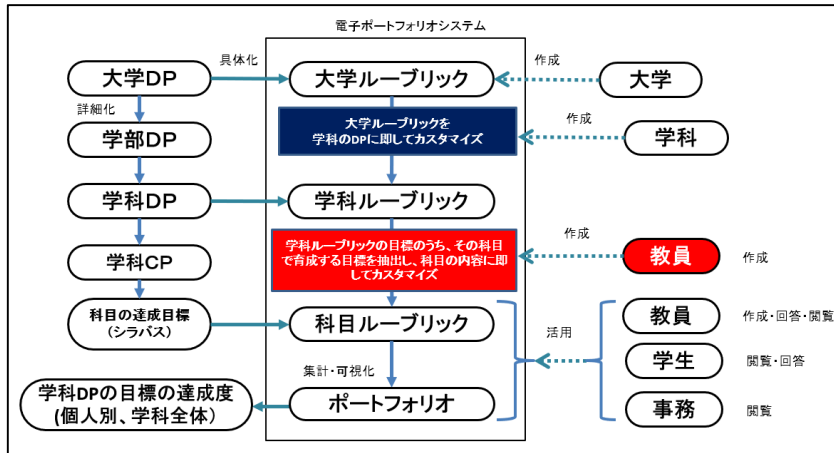 電子ポートフォリオシステム
大学DP
具体化
大学ルーブリック
作成
大学
詳細化
大学ルーブリックを
学科のDPに即してカスタマイズ
作成
学科
学部DP
学科DP
学科ルーブリック
学科ルーブリックの目標のうち、その科目
で育成する目標を抽出し、科目の内容に即
してカスタマイズ
作成
教員
作成
学科CP
科目の達成目標
(シラバス)
科目ルーブリック
活用
教員
作成・回答・閲覧
学生
閲覧・回答
事務
閲覧
集計・可視化
ポートフォリオ
学科DPの目標の達成度
(個人別、学科全体)